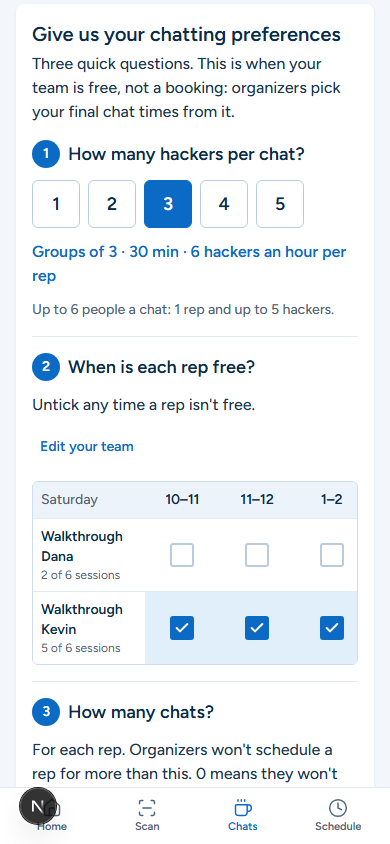 Give us your chatting preferences
Three quick questions. This is when your
team is free, not a booking: organizers pick
your final chat times from it.
1 How many hackers per chat?
1 2 3 4 5
Groups of 3 · 30 min · 6 hackers an hour per
rep
Up to 6 people a chat: 1 rep and up to 5 hackers.
2 When is each rep free?
Untick any time a rep isn't free.
Edit your team
Saturday 10–11 11–12 1–2
Walkthrough
Dana
2 of 6 sessions
Walkthrough
Kevin
5 of 6 sessions
3 How many chats?
For each rep. Organizers won't schedule a
rep for more than this. 0 means they won't
N
Home Scan Chats Schedule